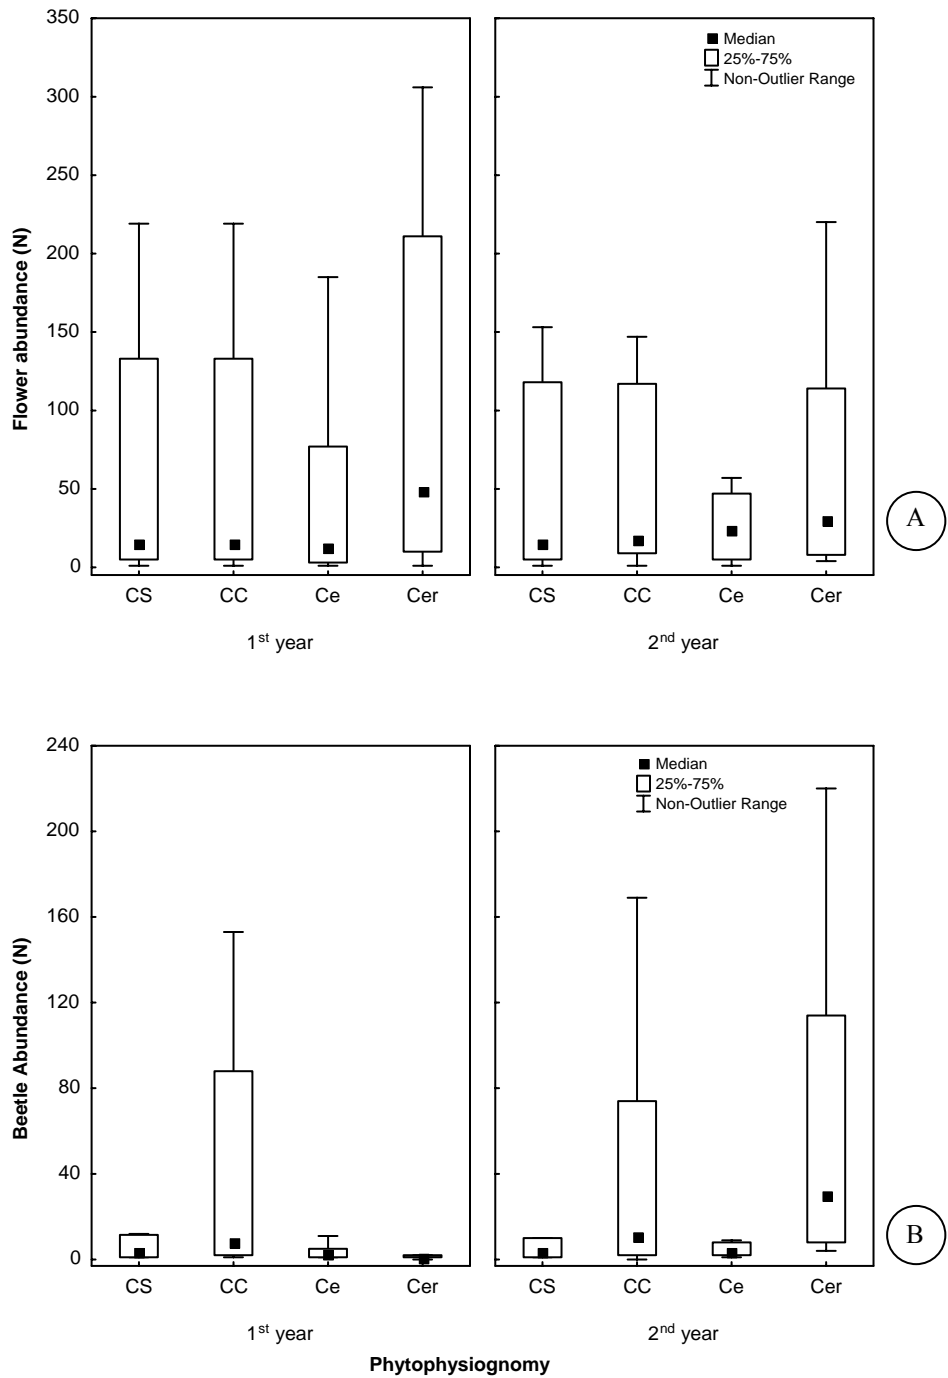 350
300
250
200
150
100
50
0
Flower abundance (N)
Median
25%-75%
Non-Outlier Range
A
CS CC Ce Cer CS CC Ce Cer
1st year 2nd year
240
200
160
120
80
40
0
Beetle Abundance (N)
Median
25%-75%
Non-Outlier Range
B
CS CC Ce Cer CS CC Ce Cer
1st year 2nd year
Phytophysiognomy